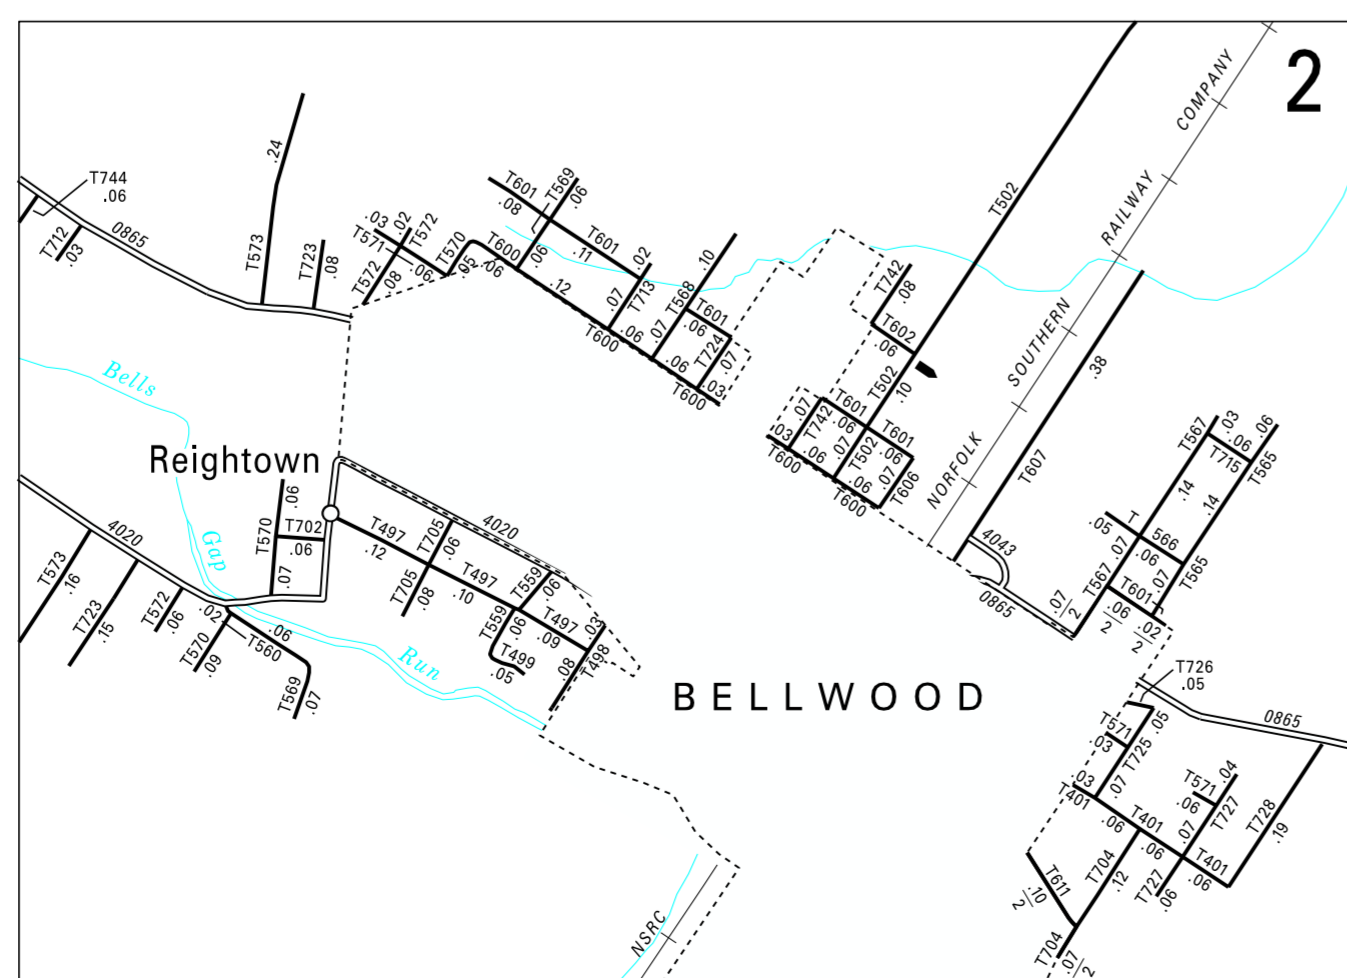 2
COMPANY
RAILWAY
SOUTHERN
NORFOLK
T744
.06
0865
T712
.03
.24
T573
T723
.08
.03
.02
T572
T571
T572
.08
.06
T570
.05
.06
T600
T601
.08
T569
.06
.06
T601
.11
.02
.12
.07
T713
T600
.06
.07
T568
.10
T601
.06
T724
.07
.06
.03
T600
T502
T742
.08
T602
.06
T502
.10
.07
T742
T601
.06
.03
T600
.06
.07
T502
T601
.06
.06
.07
T606
T600
.38
T607
4043
0865
T567
.03
.06
T715
.06
T565
.14
.14
T
566
.05
.06
.07
T567
.07
T565
T601
.07
2
.06
2
.02
2
Bells
Gap
Run
Reightown
4020
T573
.16
T723
.15
T572
.06
.02
T570
.09
T560
.06
T569
.07
T570
.06
T702
.06
.07
T497
.12
T705
.06
4020
T705
.08
T497
.10
T559
.06
T559
.06
T497
.09
T499
.05
.03
T498
.08
BELLWOOD
NSRC
T726
.05
0865
T571
.03
.05
T725
.07
.03
T401
.06
T401
.06
T571
.06
.04
T727
.07
T728
.19
T401
.06
T727
.06
T704
.12
T611
.10
2
T704
.07
2